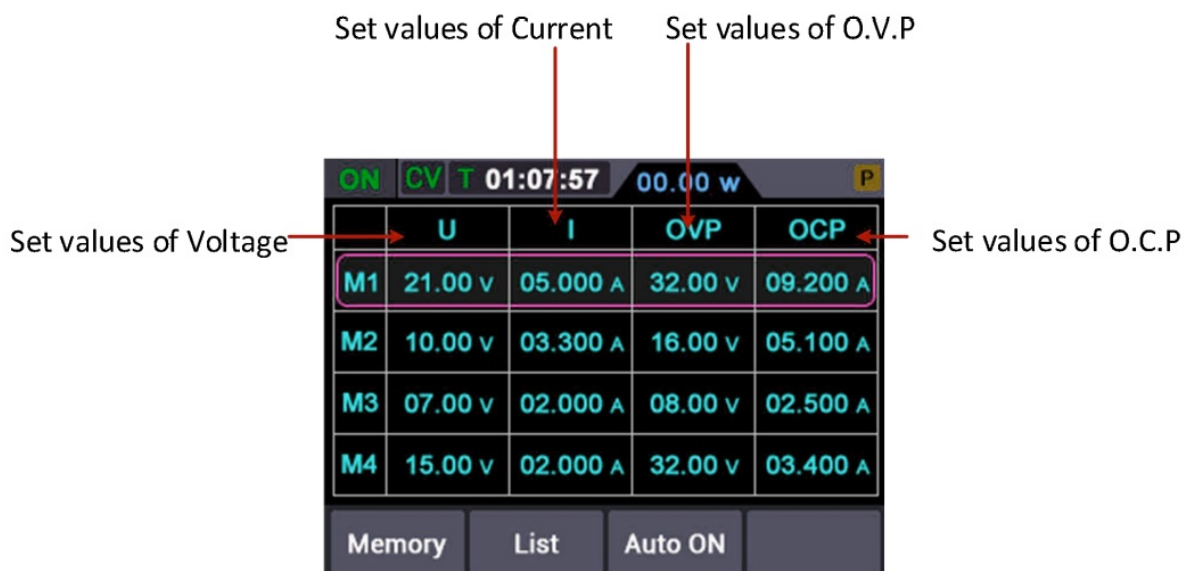 Set values of Current Set values of O.V.P
ON CV T 01:07:57 00.00 w P
U I OVP OCP
Set values of Voltage Set values of O.C.P
M1 21.00 V 05.000 A 32.00 V 09.200 A
M2 10.00 V 03.300 A 16.00 V 05.100 A
M3 07.00 V 02.000 A 08.00 V 02.500 A
M4 15.00 V 02.000 A 32.00 V 03.400 A
Memory List Auto ON